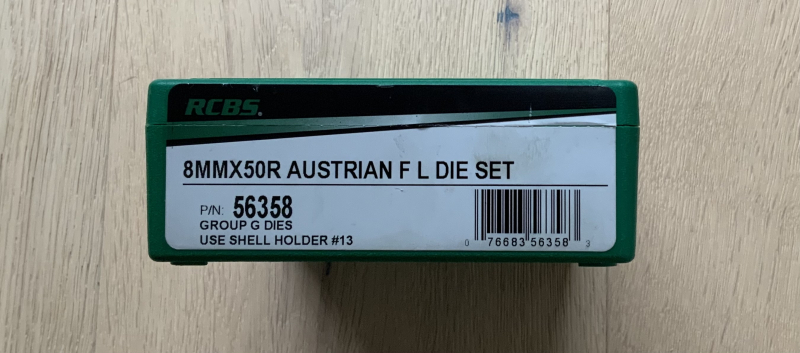 RCBS.
8MMX50R AUSTRIAN F L DIE SET
P/N: 56358
GROUP G DIES
USE SHELL HOLDER #13
0 76683 56358 3